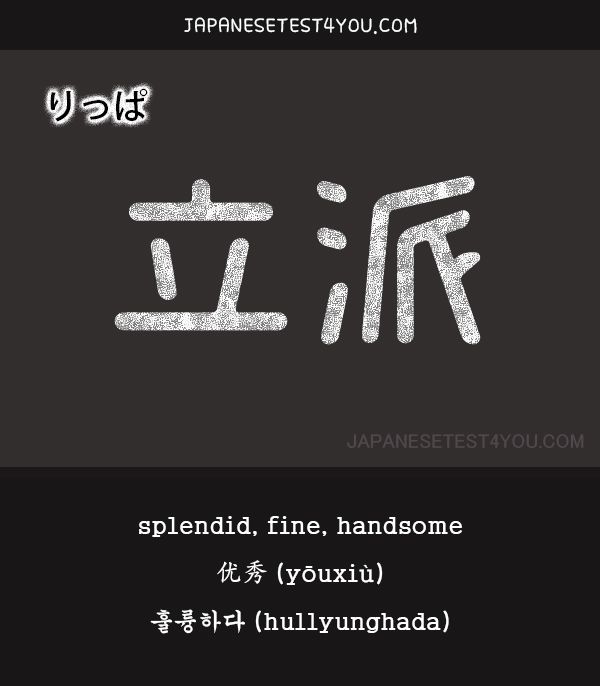 JAPANESETEST4YOU.COM
りっぱ
立派
JAPANESETEST4YOU.COM
splendid, fine, handsome
优秀 (yōuxiù)
훌륭하다 (hullyunghada)